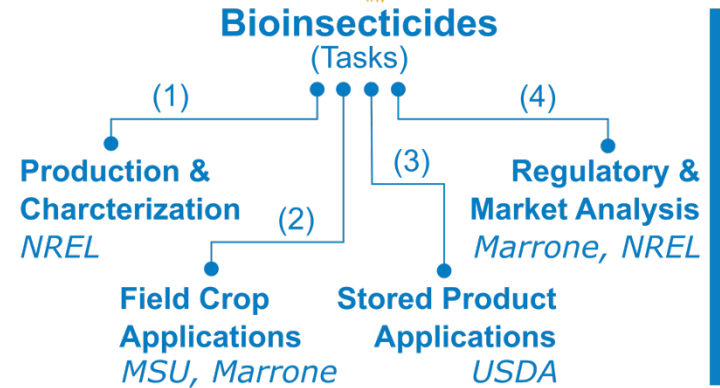 Bioinsecticides
(Tasks)
(1)
Production &
Charcterization
NREL
(2)
Field Crop
Applications
MSU, Marrone
(3)
Stored Product
Applications
USDA
(4)
Regulatory &
Market Analysis
Marrone, NREL